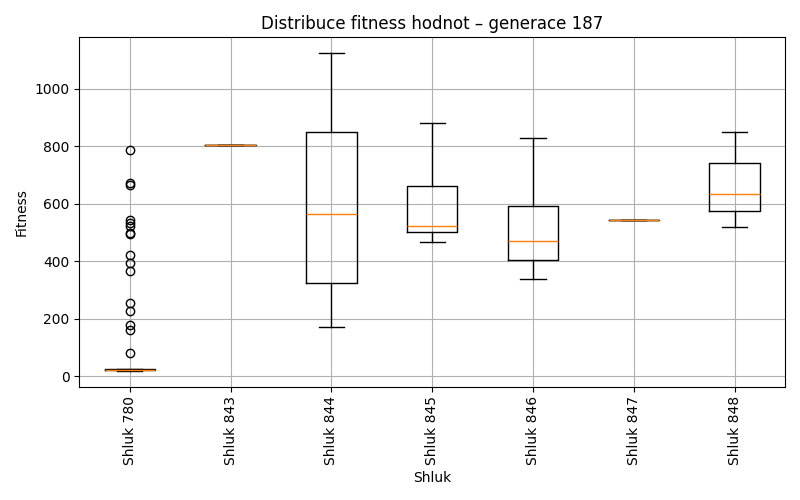 Distribuce fitness hodnot – generace 187
Fitness
1000
800
600
400
200
0
Shluk 780
Shluk 843
Shluk 844
Shluk 845
Shluk 846
Shluk 847
Shluk 848
Shluk